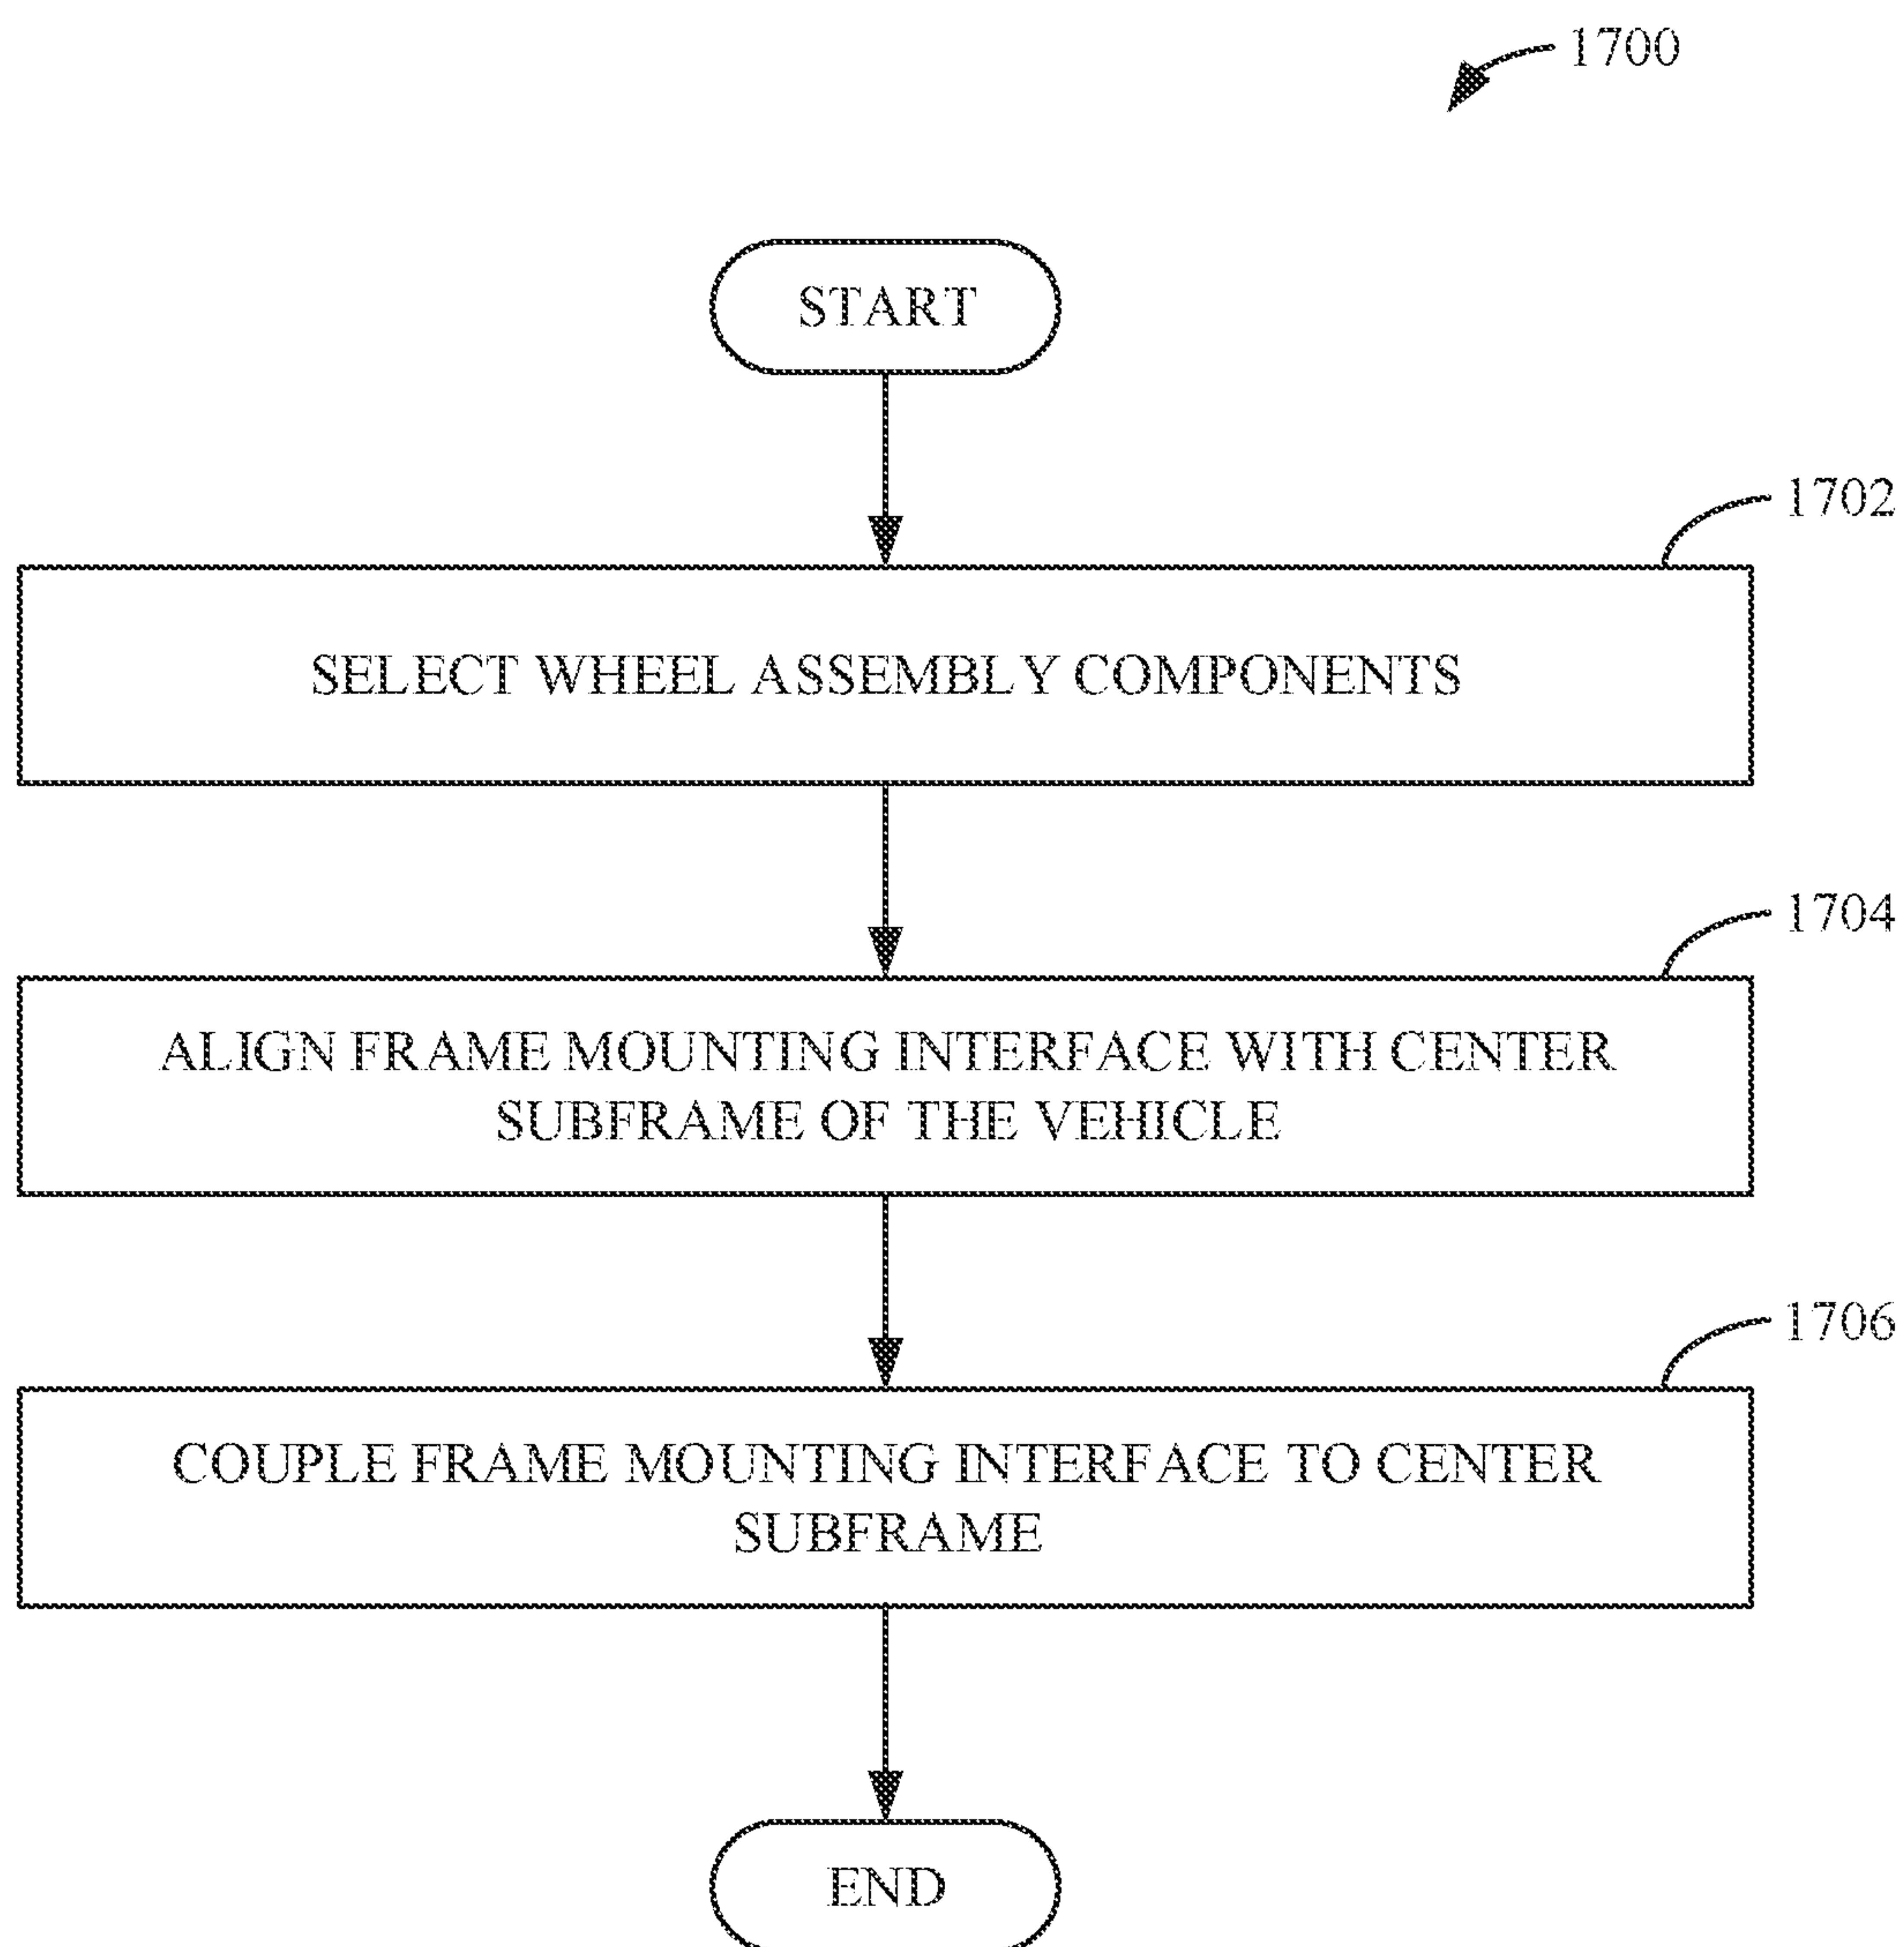 1700
START
1702
SELECT WHEEL ASSEMBLY COMPONENTS
1704
ALIGN FRAME MOUNTING INTERFACE WITH CENTER
SUBFRAME OF THE VEHICLE
1706
COUPLE FRAME MOUNTING INTERFACE TO CENTER
SUBFRAME
END